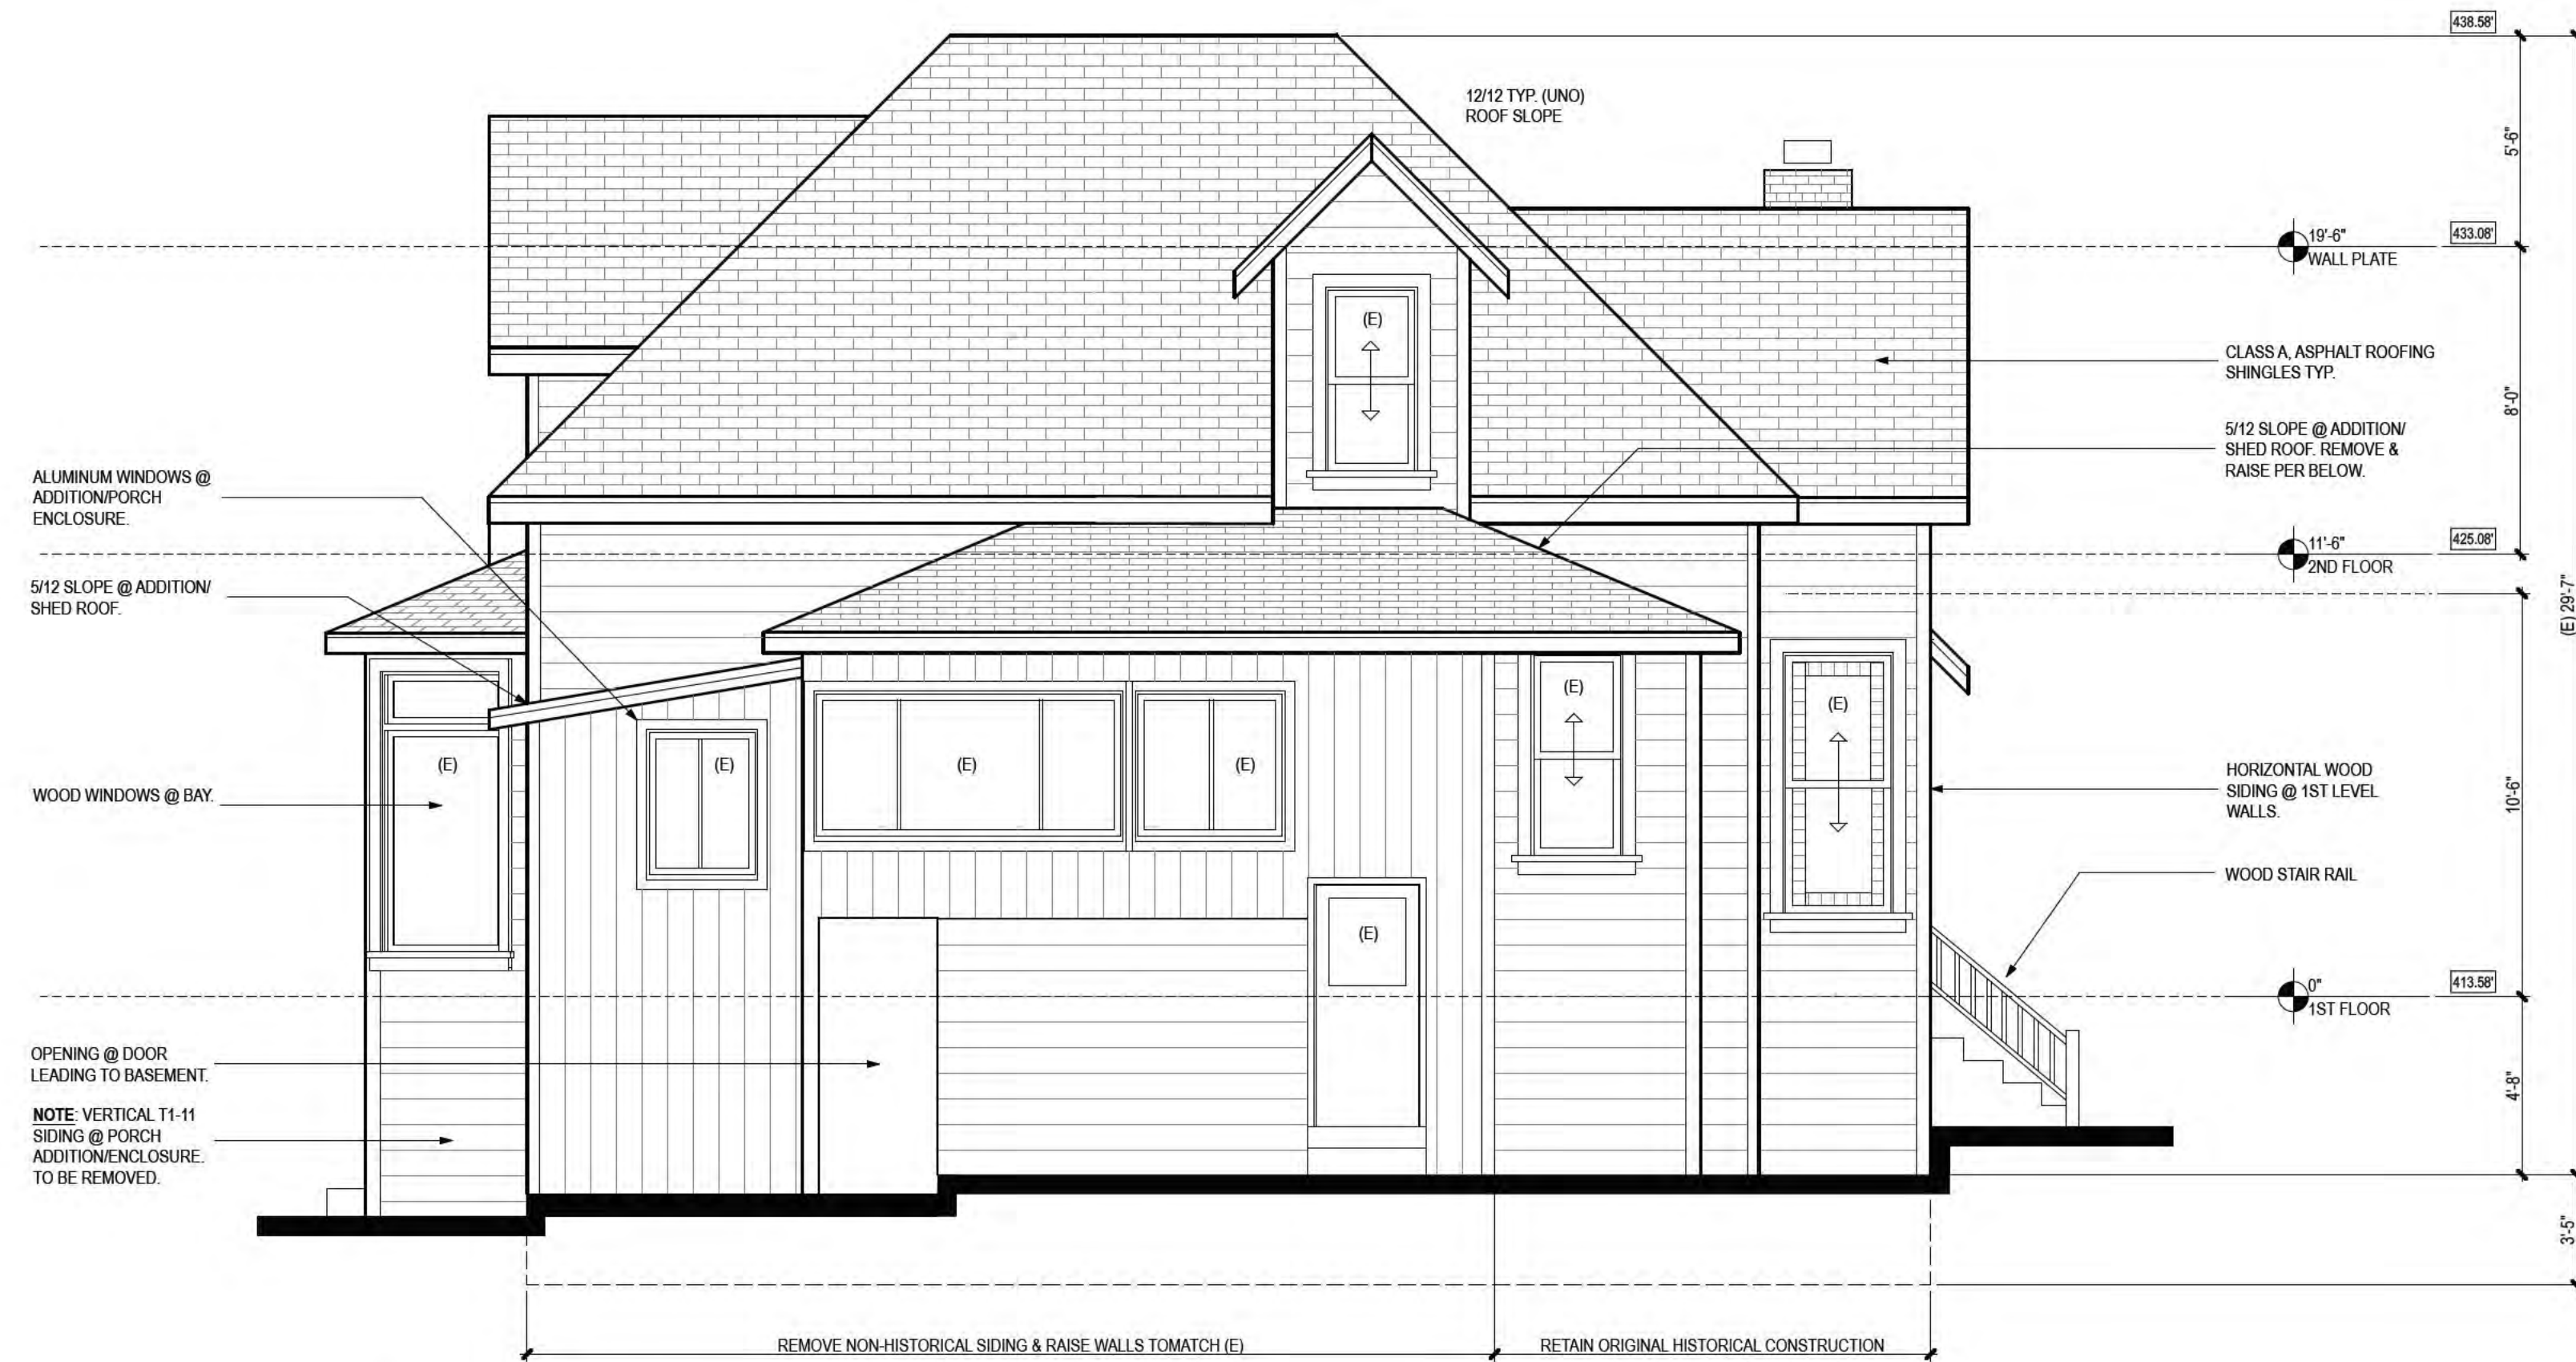 438.58'
12/12 TYP. (UNO)
ROOF SLOPE
5'-6"
19'-6"
WALL PLATE
433.08'
CLASS A, ASPHALT ROOFING
SHINGLES TYP.
8'-0"
(E)
5/12 SLOPE @ ADDITION/
SHED ROOF. REMOVE &
RAISE PER BELOW.
ALUMINUM WINDOWS @
ADDITION/PORCH
ENCLOSURE.
11'-6"
2ND FLOOR
425.08'
5/12 SLOPE @ ADDITION/
SHED ROOF.
(E) 29'-7"
(E)
(E)
(E)
(E)
(E)
(E)
WOOD WINDOWS @ BAY.
HORIZONTAL WOOD
SIDING @ 1ST LEVEL
WALLS.
10'-6"
WOOD STAIR RAIL
(E)
0"
1ST FLOOR
413.58'
OPENING @ DOOR
LEADING TO BASEMENT.
4'-8"
NOTE: VERTICAL T1-11
SIDING @ PORCH
ADDITION/ENCLOSURE.
TO BE REMOVED.
3'-5"
REMOVE NON-HISTORICAL SIDING & RAISE WALLS TOMATCH (E)
RETAIN ORIGINAL HISTORICAL CONSTRUCTION